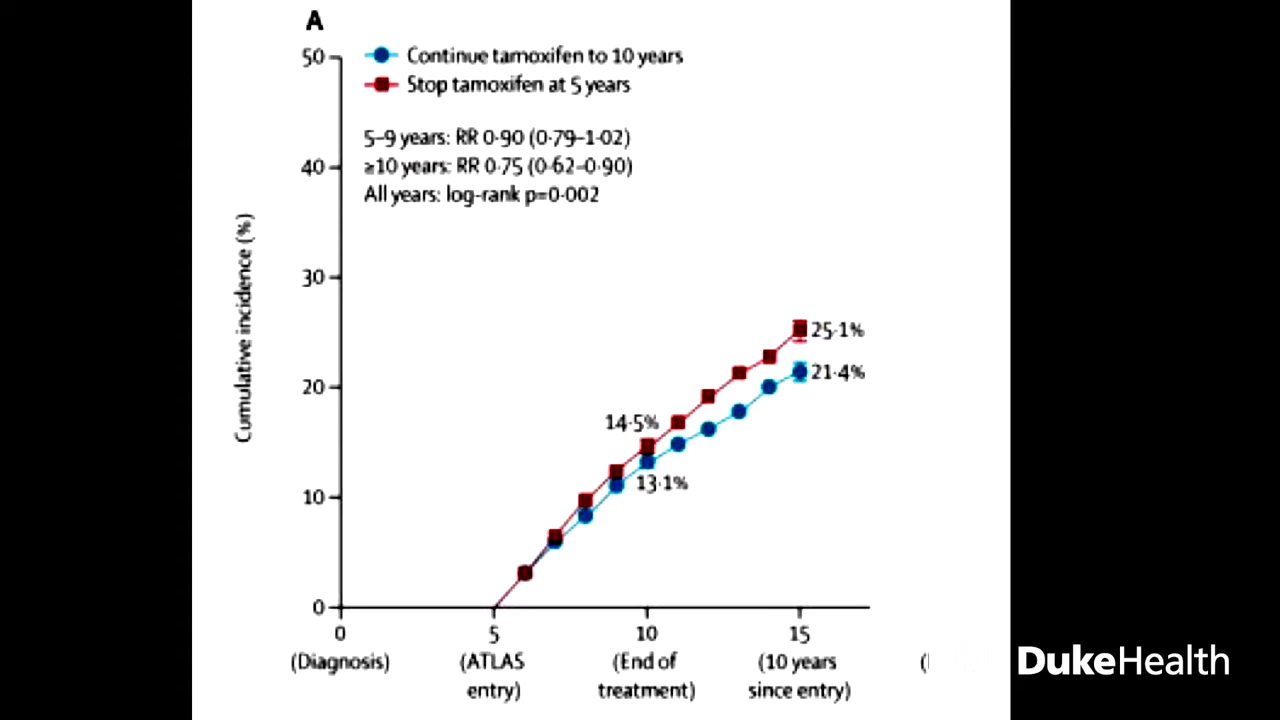 A
50
Continue tamoxifen to 10 years
Stop tamoxifen at 5 years
5–9 years: RR 0·90 (0·79–1·02)
≥10 years: RR 0·75 (0·62–0·90)
All years: log-rank p=0·002
40
30
20
10
0
Cumulative incidence (%)
25·1%
21·4%
14·5%
13·1%
0 5 10 15
(Diagnosis) (ATLAS (End of (10 years
entry) treatment) since entry)
DukeHealth